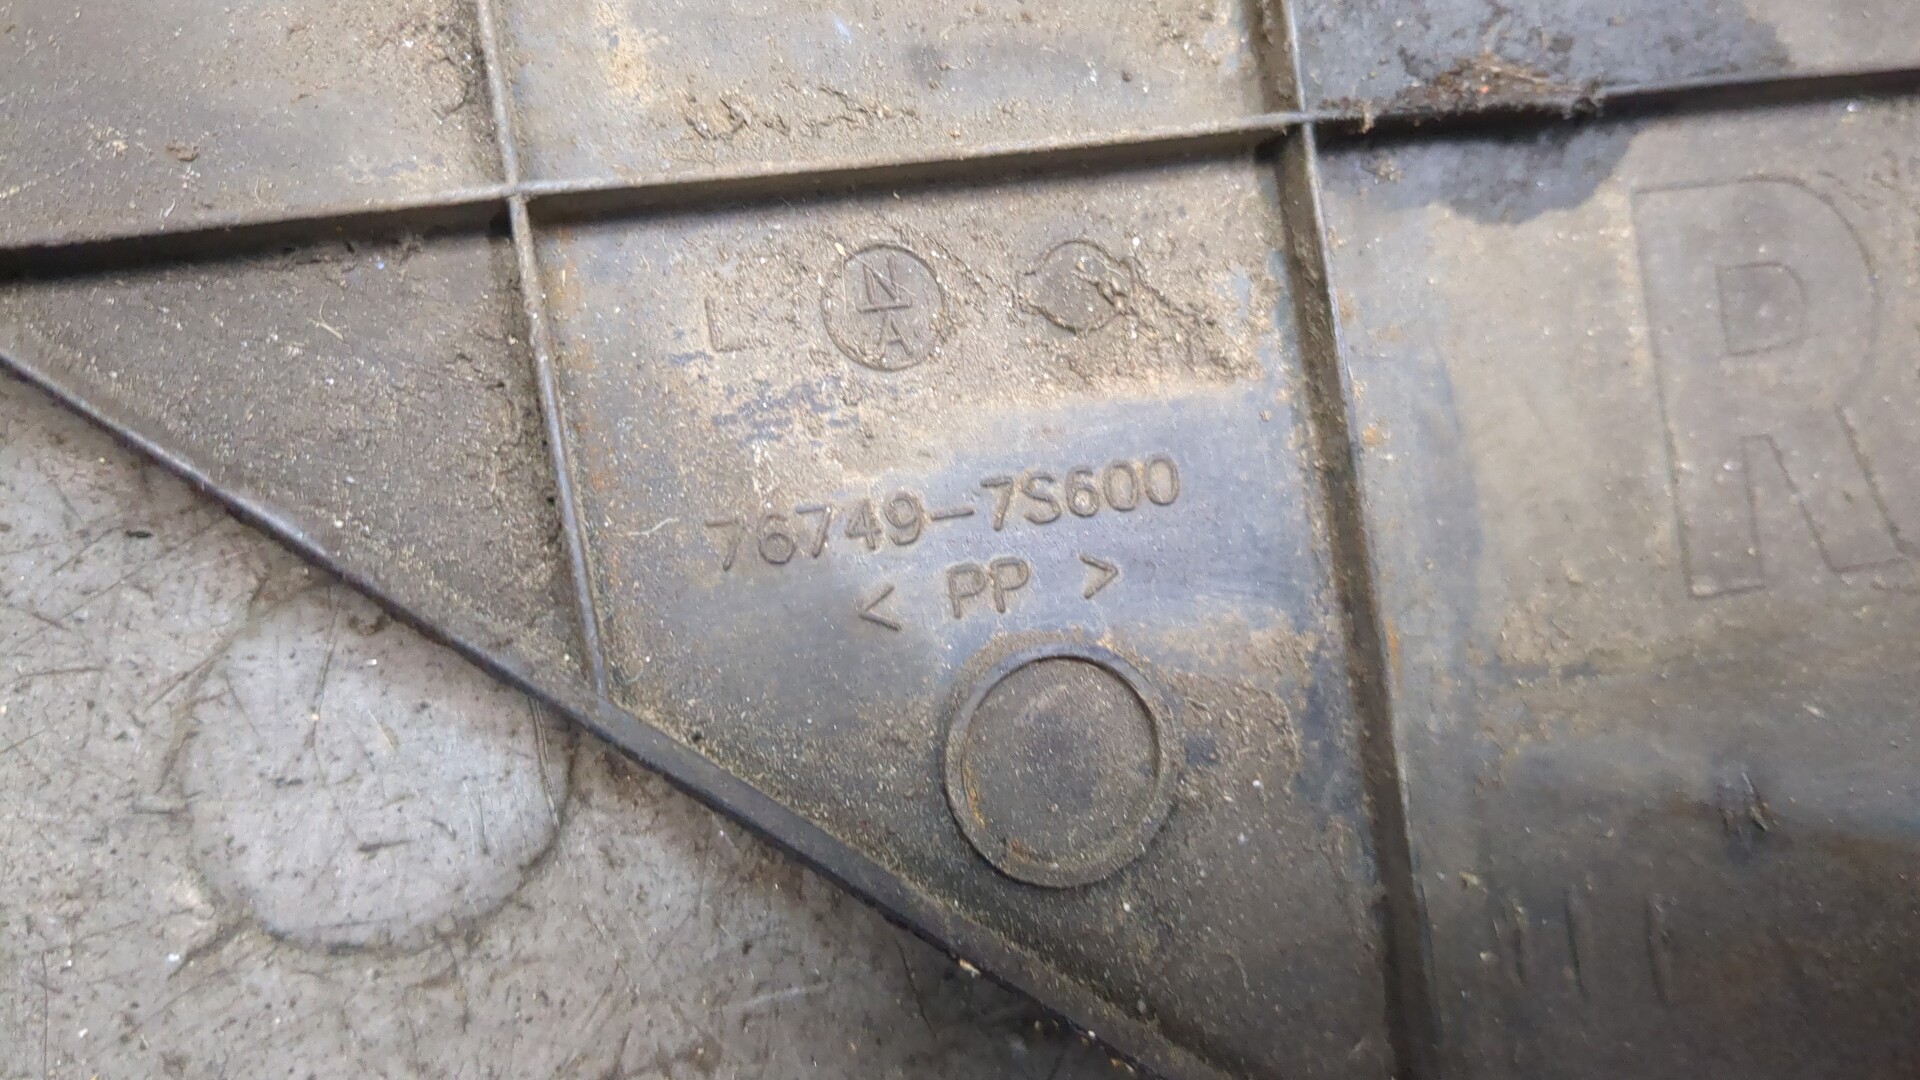 L N A
76749-7S600
< PP >
R